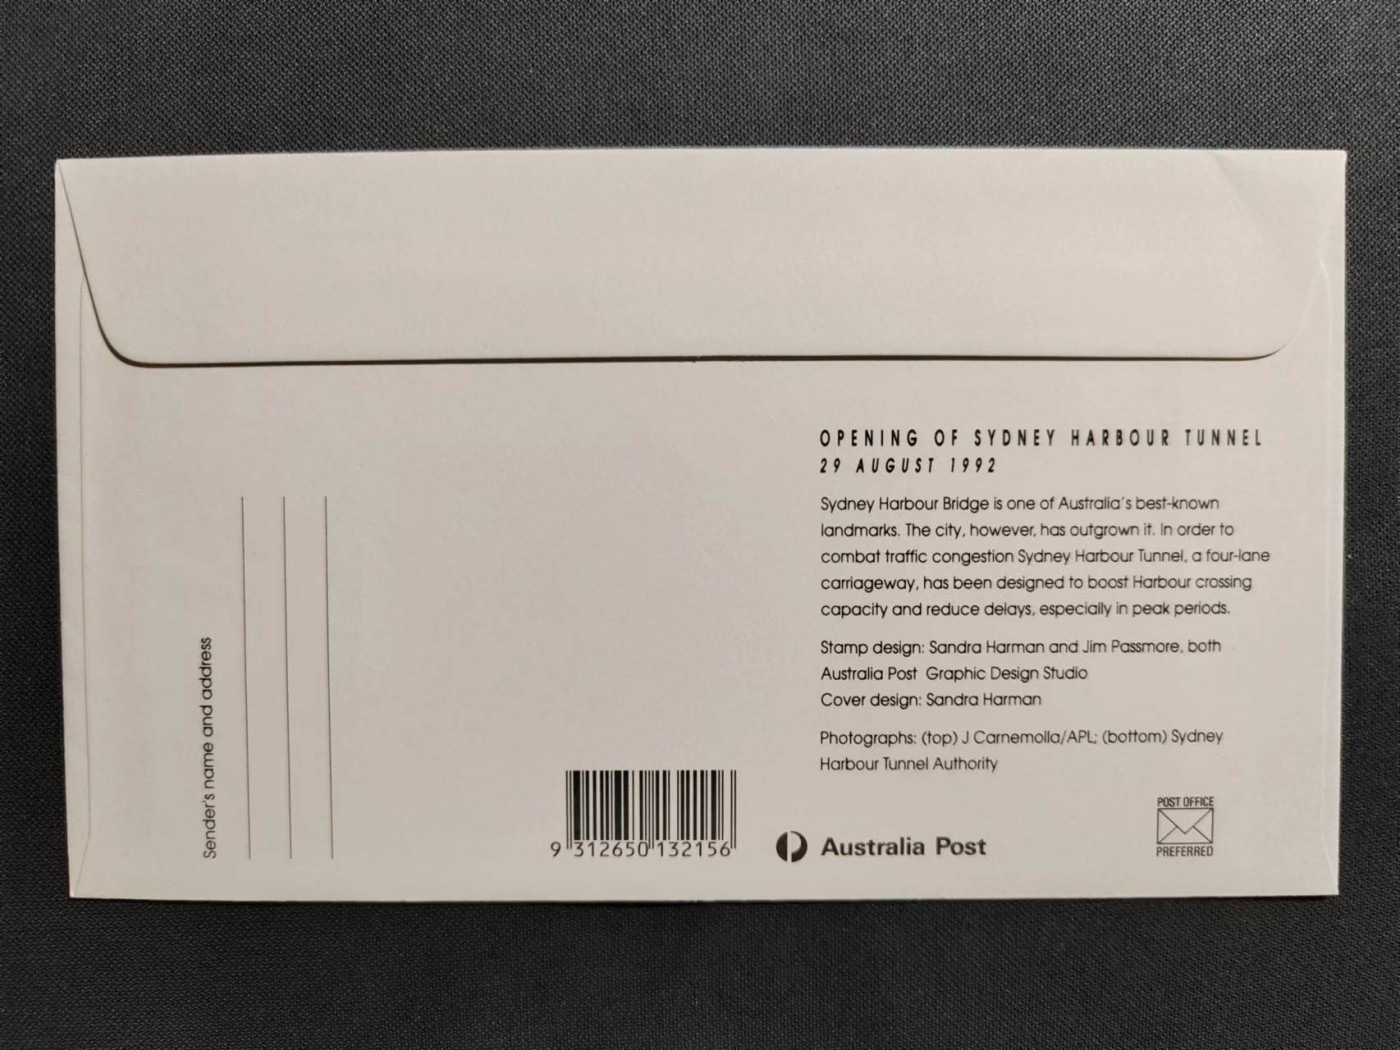 OPENING OF SYDNEY HARBOUR TUNNEL
29 AUGUST 1992
Sydney Harbour Bridge is one of Australia's best-known
landmarks. The city, however, has outgrown it. In order to
combat traffic congestion Sydney Harbour Tunnel, a four-lane
carriageway, has been designed to boost Harbour crossing
capacity and reduce delays, especially in peak periods.
Stamp design: Sandra Harman and Jim Passmore, both
Australia Post Graphic Design Studio
Cover design: Sandra Harman
Photographs: (top) J Carnemolla/APL; (bottom) Sydney
Harbour Tunnel Authority
Sender's name and address
9 312650 132156
Australia Post
POST OFFICE
PREFERRED